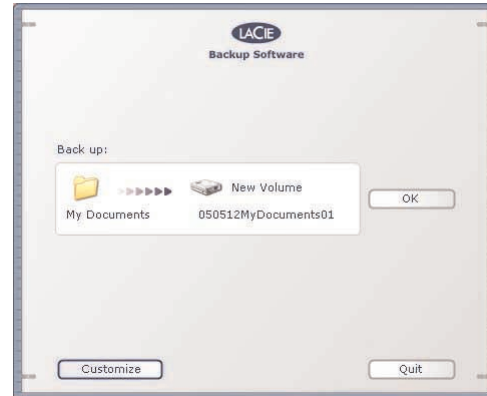 LACIE
Backup Software
Back up:
New Volume
My Documents
050512MyDocuments01
OK
Customize
Quit